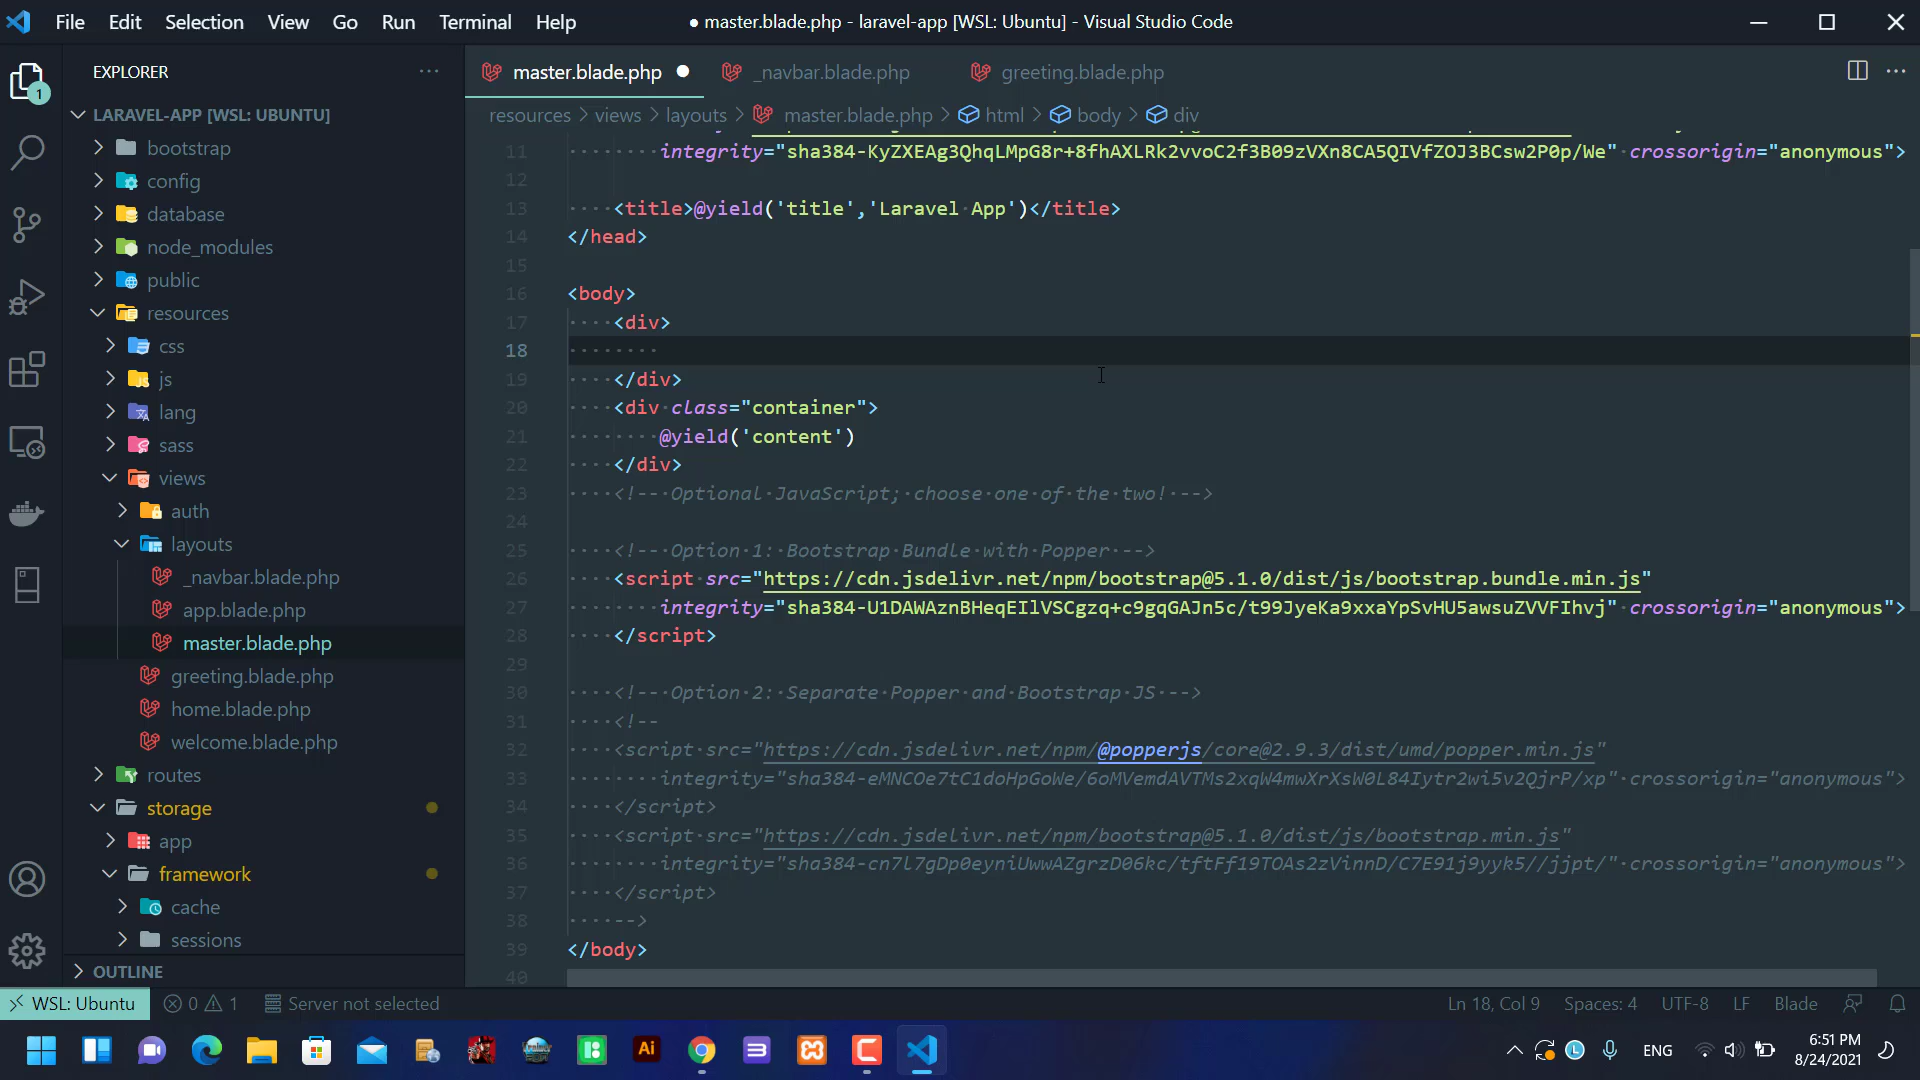 File Edit Selection View Go Run Terminal Help
● master.blade.php - laravel-app [WSL: Ubuntu] - Visual Studio Code
EXPLORER
1
LARAVEL-APP [WSL: UBUNTU]
bootstrap
config
database
node_modules
public
resources
css
js
lang
sass
views
auth
layouts
_navbar.blade.php
app.blade.php
master.blade.php
greeting.blade.php
home.blade.php
welcome.blade.php
routes
storage
app
framework
cache
sessions
OUTLINE
master.blade.php _navbar.blade.php greeting.blade.php
resources > views > layouts > master.blade.php > html > body > div
11 integrity="sha384-KyZXEAg3QhqLMpG8r+8fhAXLRk2vvoC2f3B09zVXn8CA5QIVfZOJ3BCsw2P0p/We" crossorigin="anonymous">
12
13 <title>@yield('title','Laravel App')</title>
14 </head>
15
16 <body>
17 <div>
18
19 </div>
20 <div class="container">
21 @yield('content')
22 </div>
23 <!-- Optional JavaScript; choose one of the two! -->
24
25 <!-- Option 1: Bootstrap Bundle with Popper -->
26 <script src="https://cdn.jsdelivr.net/npm/bootstrap@5.1.0/dist/js/bootstrap.bundle.min.js"
27 integrity="sha384-U1DAWAznBHeqEIlVSCgzq+c9gqGAJn5c/t99JyeKa9xxaYpSvHU5awsuZVVFIhvj" crossorigin="anonymous">
28 </script>
29
30 <!-- Option 2: Separate Popper and Bootstrap JS -->
31 <!--
32 <script src="https://cdn.jsdelivr.net/npm/@popperjs/core@2.9.3/dist/umd/popper.min.js"
33 integrity="sha384-eMNCOe7tC1doHpGoWe/6oMVemdAVTMs2xqW4mwXrXsW0L84Iytr2wi5v2QjrP/xp" crossorigin="anonymous">
34 </script>
35 <script src="https://cdn.jsdelivr.net/npm/bootstrap@5.1.0/dist/js/bootstrap.min.js"
36 integrity="sha384-cn7l7gDp0eyniUwwAZgrzD06kc/tftFf19TOAs2zVinnD/C7E91j9yyk5//jjpt/" crossorigin="anonymous">
37 </script>
38 -->
39 </body>
40
WSL: Ubuntu 0 1 Server not selected Ln 18, Col 9 Spaces: 4 UTF-8 LF Blade
Ai
ENG
6:51 PM
8/24/2021